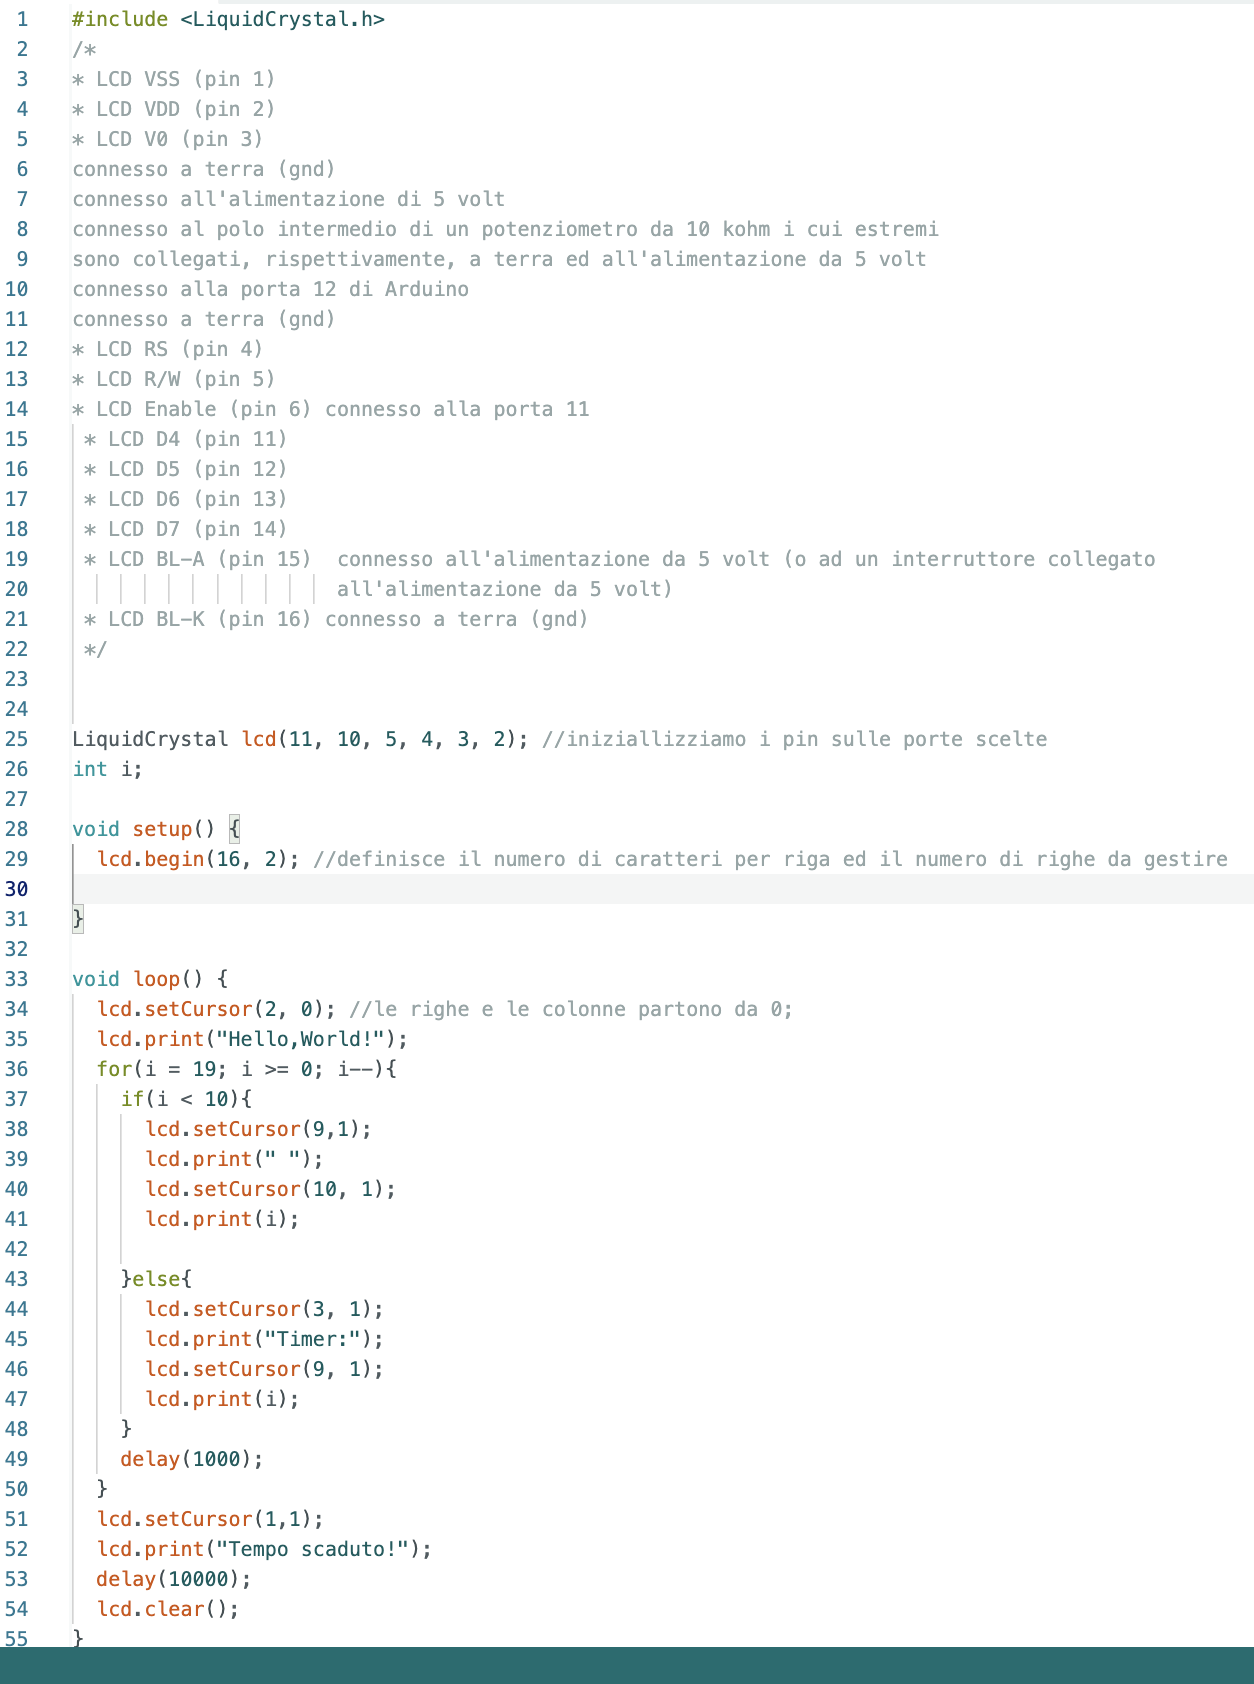 1 #include <LiquidCrystal.h>
2 /*
3 * LCD VSS (pin 1)
4 * LCD VDD (pin 2)
5 * LCD V0 (pin 3)
6 connesso a terra (gnd)
7 connesso all'alimentazione di 5 volt
8 connesso al polo intermedio di un potenziometro da 10 kohm i cui estremi
9 sono collegati, rispettivamente, a terra ed all'alimentazione da 5 volt
10 connesso alla porta 12 di Arduino
11 connesso a terra (gnd)
12 * LCD RS (pin 4)
13 * LCD R/W (pin 5)
14 * LCD Enable (pin 6) connesso alla porta 11
15  * LCD D4 (pin 11)
16  * LCD D5 (pin 12)
17  * LCD D6 (pin 13)
18  * LCD D7 (pin 14)
19  * LCD BL-A (pin 15)  connesso all'alimentazione da 5 volt (o ad un interruttore collegato
20                       all'alimentazione da 5 volt)
21  * LCD BL-K (pin 16) connesso a terra (gnd)
22  */
23
24
25 LiquidCrystal lcd(11, 10, 5, 4, 3, 2); //iniziallizziamo i pin sulle porte scelte
26 int i;
27
28 void setup() {
29   lcd.begin(16, 2); //definisce il numero di caratteri per riga ed il numero di righe da gestire
30
31 }
32
33 void loop() {
34   lcd.setCursor(2, 0); //le righe e le colonne partono da 0;
35   lcd.print("Hello,World!");
36   for(i = 19; i >= 0; i--){
37     if(i < 10){
38       lcd.setCursor(9,1);
39       lcd.print(" ");
40       lcd.setCursor(10, 1);
41       lcd.print(i);
42
43     }else{
44       lcd.setCursor(3, 1);
45       lcd.print("Timer:");
46       lcd.setCursor(9, 1);
47       lcd.print(i);
48     }
49     delay(1000);
50   }
51   lcd.setCursor(1,1);
52   lcd.print("Tempo scaduto!");
53   delay(10000);
54   lcd.clear();
55 }